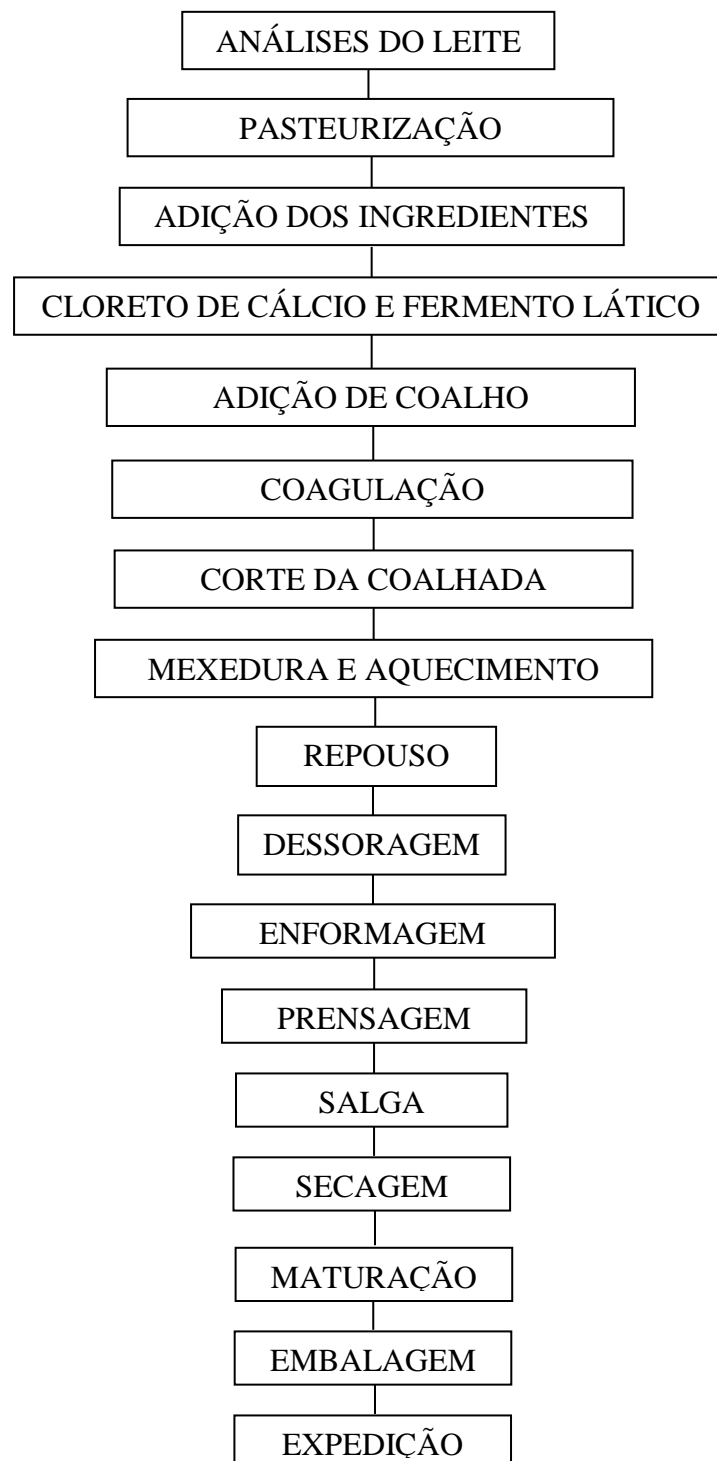 ANÁLISES DO LEITE
PASTEURIZAÇÃO
ADIÇÃO DOS INGREDIENTES
CLORETO DE CÁLCIO E FERMENTO LÁTICO
ADIÇÃO DE COALHO
COAGULAÇÃO
CORTE DA COALHADA
MEXEDURA E AQUECIMENTO
REPOUSO
DESSORAGEM
ENFORMAGEM
PRENSAGEM
SALGA
SECAGEM
MATURAÇÃO
EMBALAGEM
EXPEDIÇÃO